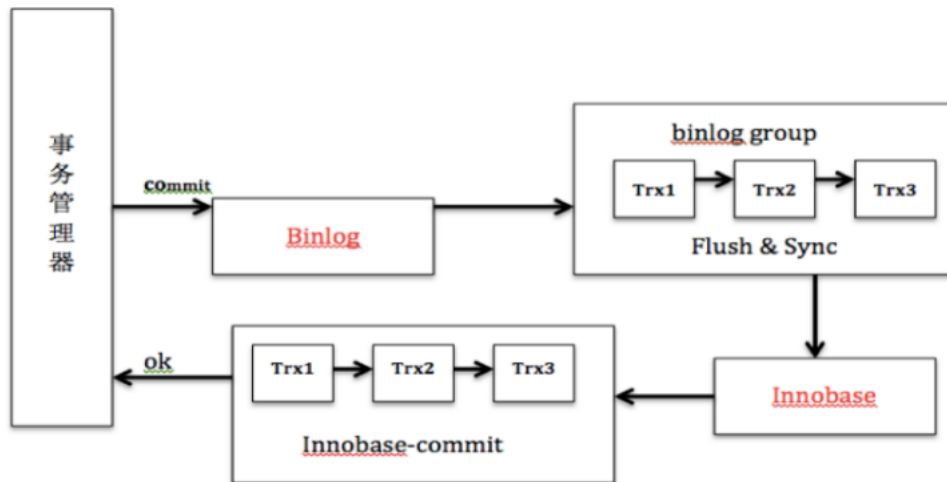 事务管理器
commit
Binlog
binlog group
Trx1
Trx2
Trx3
Flush & Sync
Innobase
Trx1
Trx2
Trx3
Innobase-commit
ok